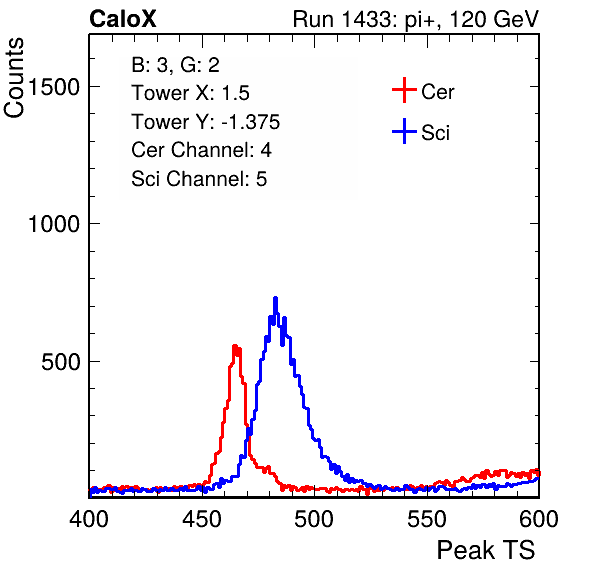 CaloX Run 1433: pi+, 120 GeV
Counts
B: 3, G: 2
Tower X: 1.5
Tower Y: -1.375
Cer Channel: 4
Sci Channel: 5
Cer
Sci
1500
1000
500
400 450 500 550 600
Peak TS